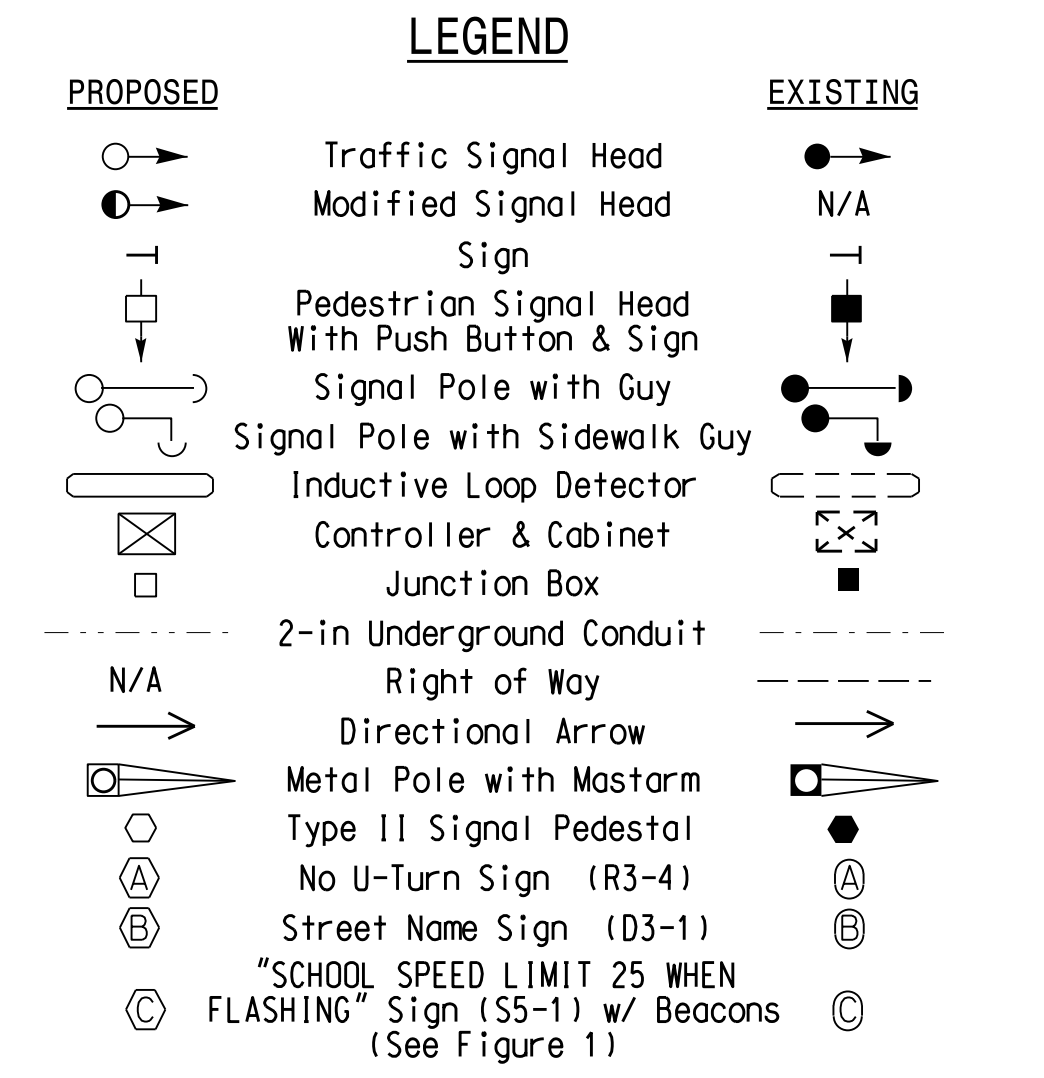 LEGEND
PROPOSED EXISTING
Traffic Signal Head
Modified Signal Head N/A
Sign
Pedestrian Signal Head
With Push Button & Sign
Signal Pole with Guy
Signal Pole with Sidewalk Guy
Inductive Loop Detector
Controller & Cabinet
Junction Box
2-in Underground Conduit
N/A Right of Way
Directional Arrow
Metal Pole with Mastarm
Type II Signal Pedestal
A No U-Turn Sign (R3-4) A
B Street Name Sign (D3-1) B
"SCHOOL SPEED LIMIT 25 WHEN
C FLASHING" Sign (S5-1) w/ Beacons C
(See Figure 1)